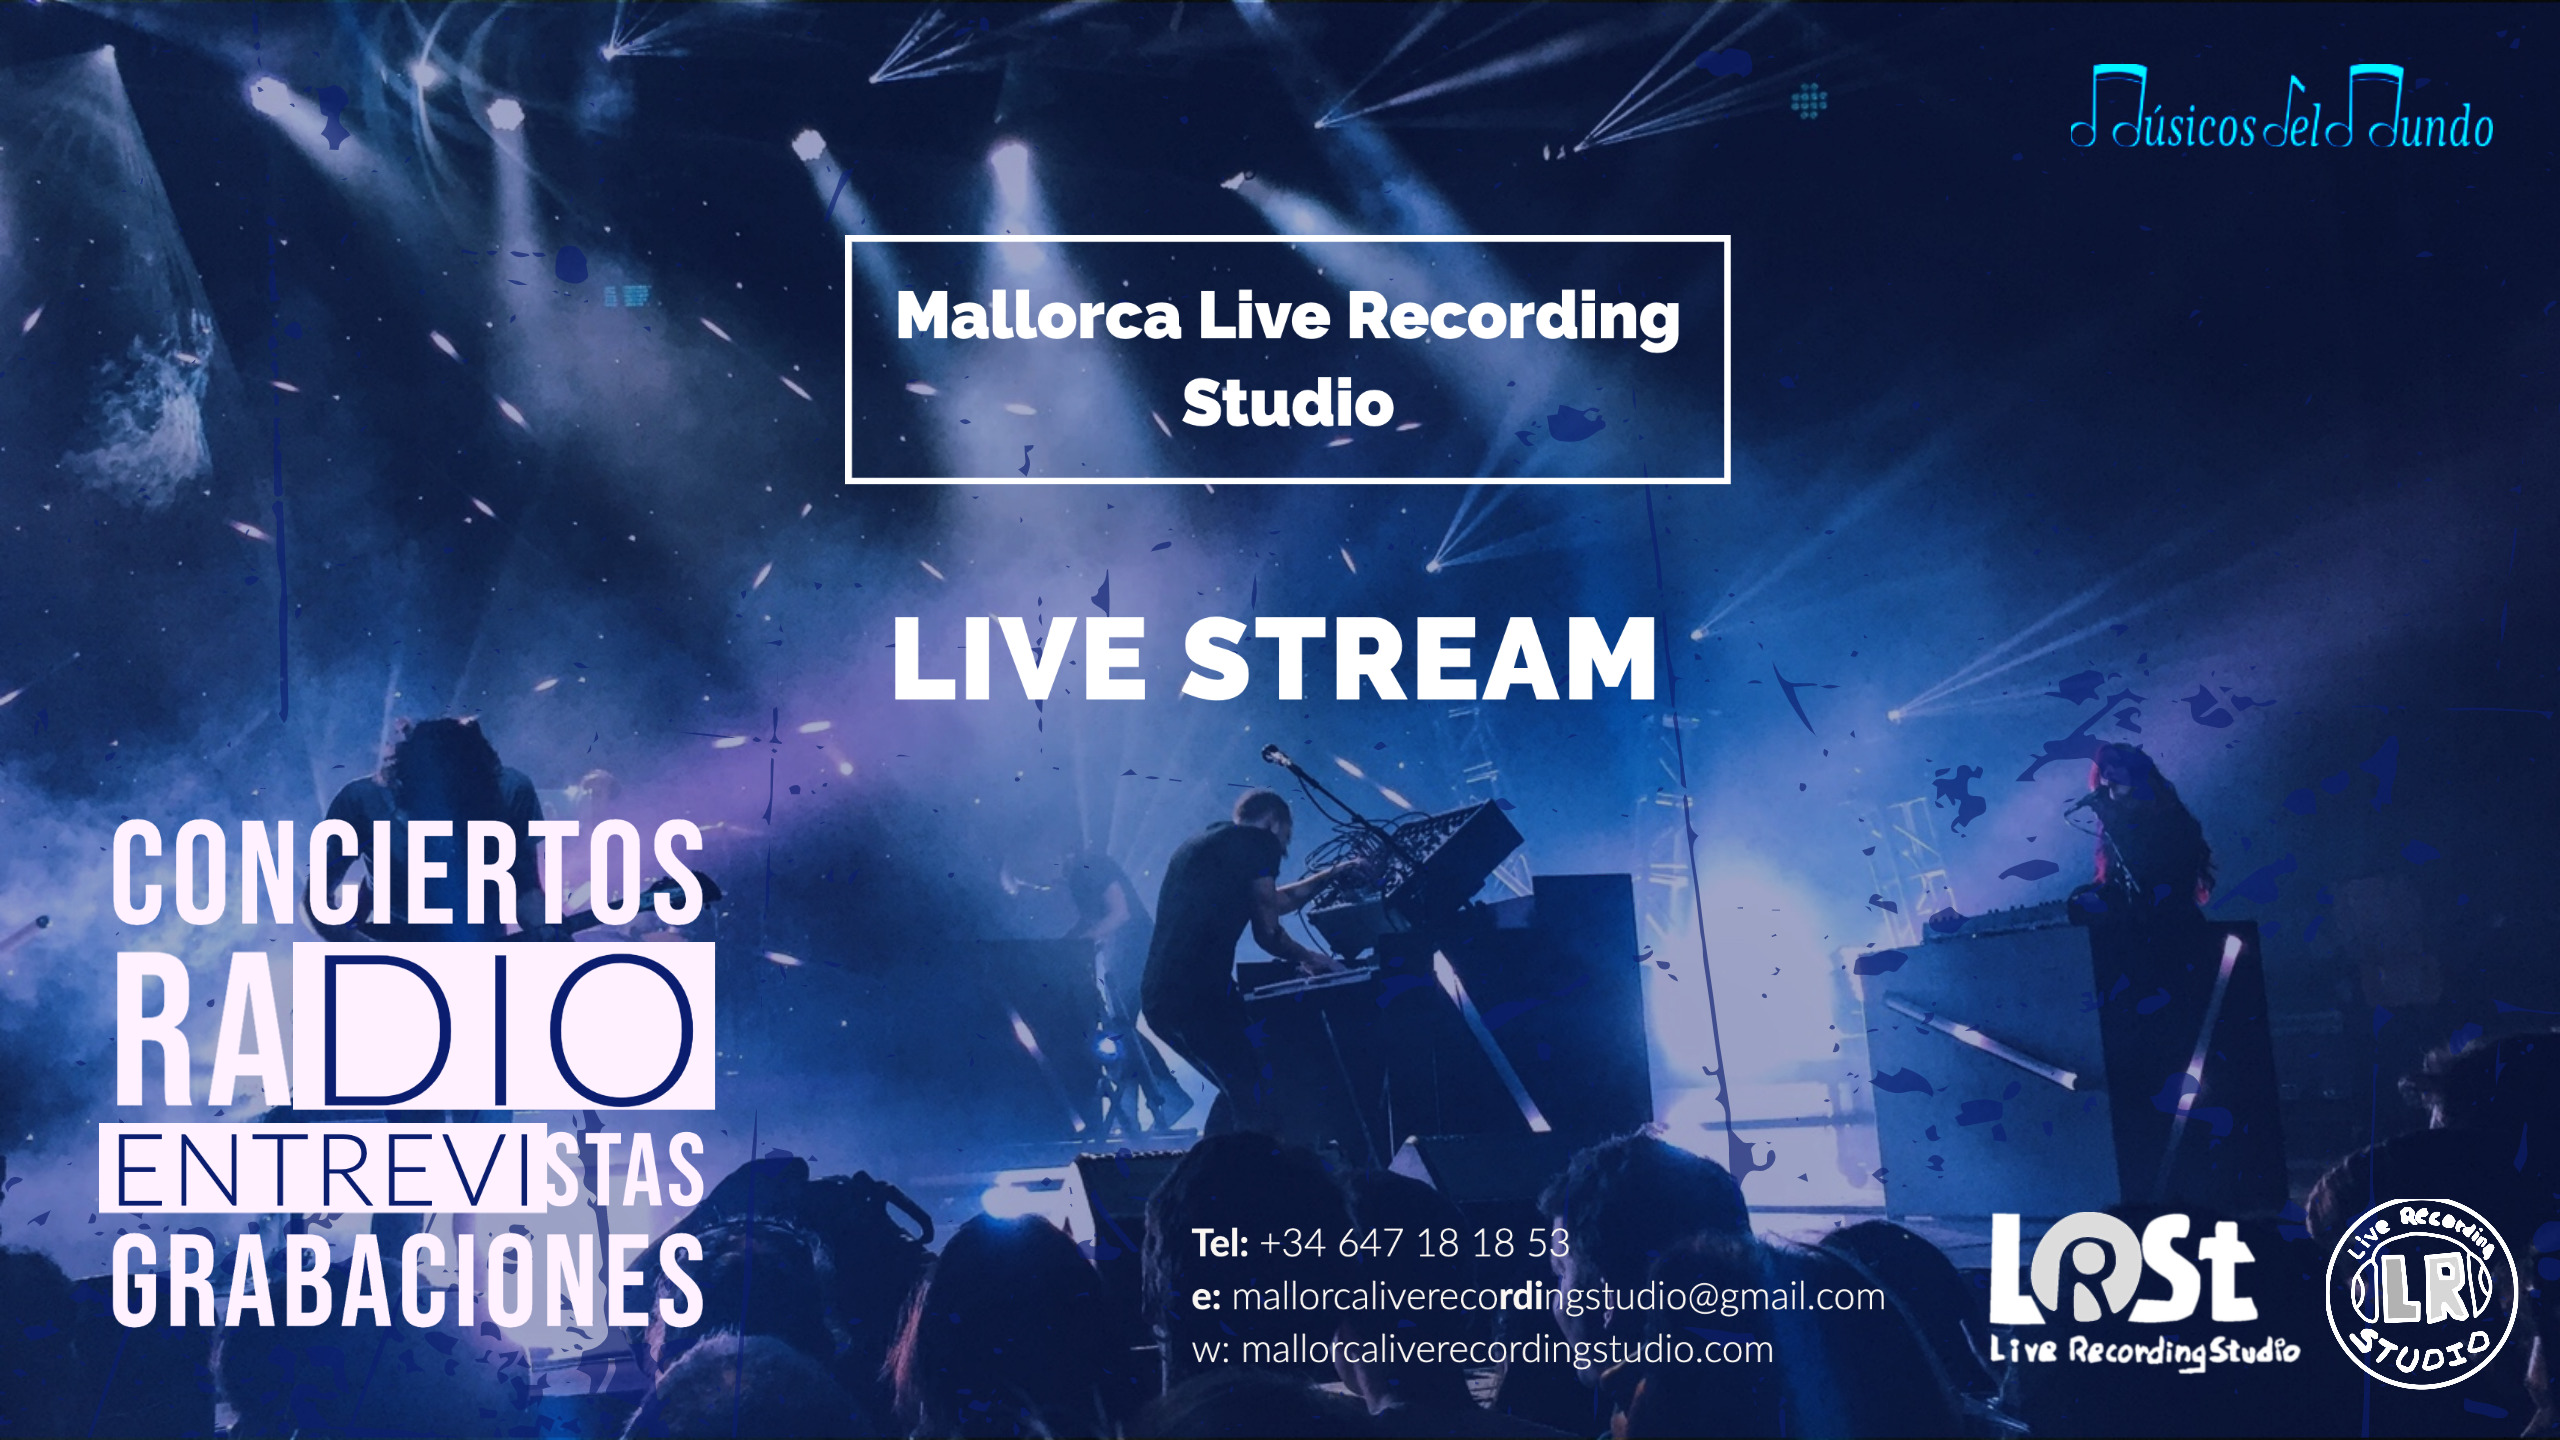 Músicos del Mundo
Mallorca Live Recording
Studio
LIVE STREAM
CONCIERTOS
RADIO
ENTREVISTAS
GRABACIONES
Tel: +34 647 18 18 53
e: mallorcaliverecordingstudio@gmail.com
w: mallorcaliverecordingstudio.com
LRSt
Live Recording Studio
Live Recording
LR
STUDIO